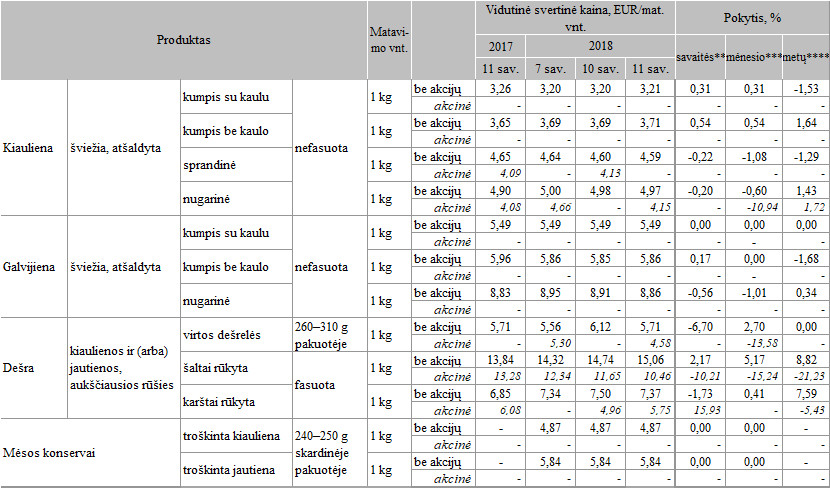 Produktas Matavi- mo vnt. Vidutinė svertinė kaina, EUR/mat. vnt. Pokytis, %
2017 2018 savaitės** mėnesio*** metų****
11 sav. 7 sav. 10 sav. 11 sav.
Kiauliena šviežia, atšaldyta kumpis su kaulu nefasuota 1 kg be akcijų 3,26 3,20 3,20 3,21 0,31 0,31 -1,53
akcinė - - - - - - -
kumpis be kaulo 1 kg be akcijų 3,65 3,69 3,69 3,71 0,54 0,54 1,64
akcinė - - - - - - -
sprandinė 1 kg be akcijų 4,65 4,64 4,60 4,59 -0,22 -1,08 -1,29
akcinė 4,09 - 4,13 - - - -
nugarinė 1 kg be akcijų 4,90 5,00 4,98 4,97 -0,20 -0,60 1,43
akcinė 4,08 4,66 - 4,15 - -10,94 1,72
Galvijiena šviežia, atšaldyta kumpis su kaulu nefasuota 1 kg be akcijų 5,49 5,49 5,49 5,49 0,00 0,00 0,00
akcinė - - - - - - -
kumpis be kaulo 1 kg be akcijų 5,96 5,86 5,85 5,86 0,17 0,00 -1,68
akcinė - - - - - - -
nugarinė 1 kg be akcijų 8,83 8,95 8,91 8,86 -0,56 -1,01 0,34
akcinė - - - - - - -
Dešra kiaulienos ir (arba) jautienos, aukščiausios rūšies virtos dešrelės 260–310 g pakuotėje 1 kg be akcijų 5,71 5,56 6,12 5,71 -6,70 2,70 0,00
akcinė - 5,30 - 4,58 - -13,58 -
šaltai rūkyta fasuota 1 kg be akcijų 13,84 14,32 14,74 15,06 2,17 5,17 8,82
akcinė 13,28 12,34 11,65 10,46 -10,21 -15,24 -21,23
karštai rūkyta 1 kg be akcijų 6,85 7,34 7,50 7,37 -1,73 0,41 7,59
akcinė 6,08 - 4,96 5,75 15,93 - -5,43
Mėsos konservai troškinta kiauliena 240–250 g skardinėje pakuotėje 1 kg be akcijų - 4,87 4,87 4,87 0,00 0,00 -
akcinė - - - - - - -
troškinta jautiena 1 kg be akcijų - 5,84 5,84 5,84 0,00 0,00 -
akcinė - - - - - - -